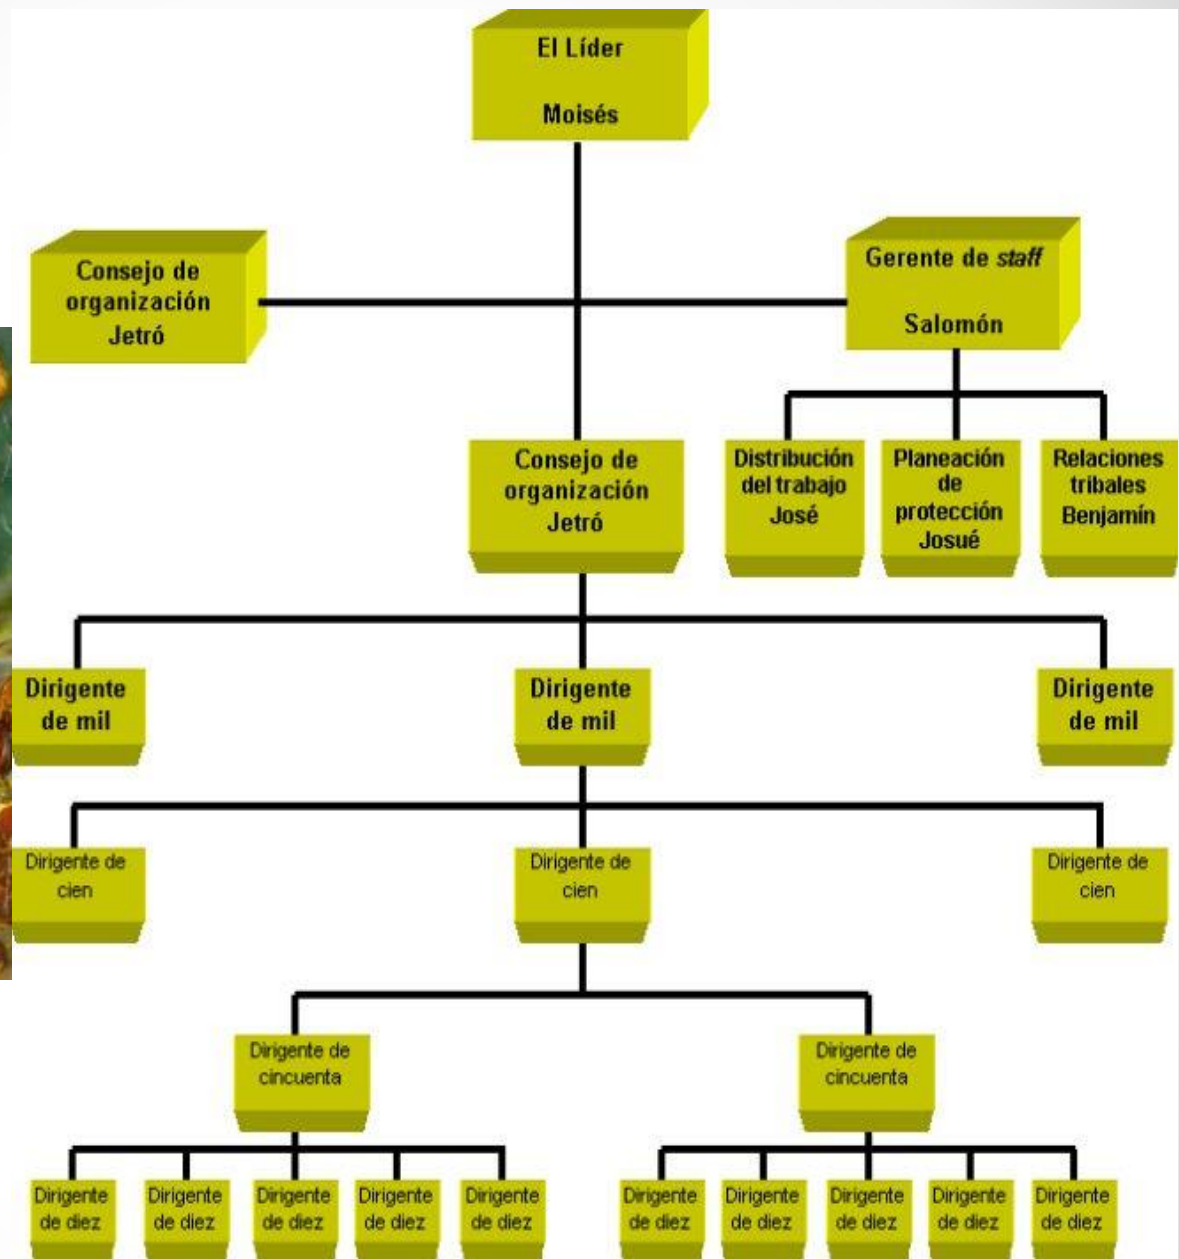 El Líder
Moisés
Consejo de
organización
Jetró
Gerente de staff
Salomón
Consejo de
organización
Jetró
Distribución
del trabajo
José
Planeación
de
protección
Josué
Relaciones
tribales
Benjamín
Dirigente
de mil
Dirigente
de mil
Dirigente
de mil
Dirigente de
cien
Dirigente de
cien
Dirigente de
cien
Dirigente de
cincuenta
Dirigente de
cincuenta
Dirigente
de diez
Dirigente
de diez
Dirigente
de diez
Dirigente
de diez
Dirigente
de diez
Dirigente
de diez
Dirigente
de diez
Dirigente
de diez
Dirigente
de diez
Dirigente
de diez